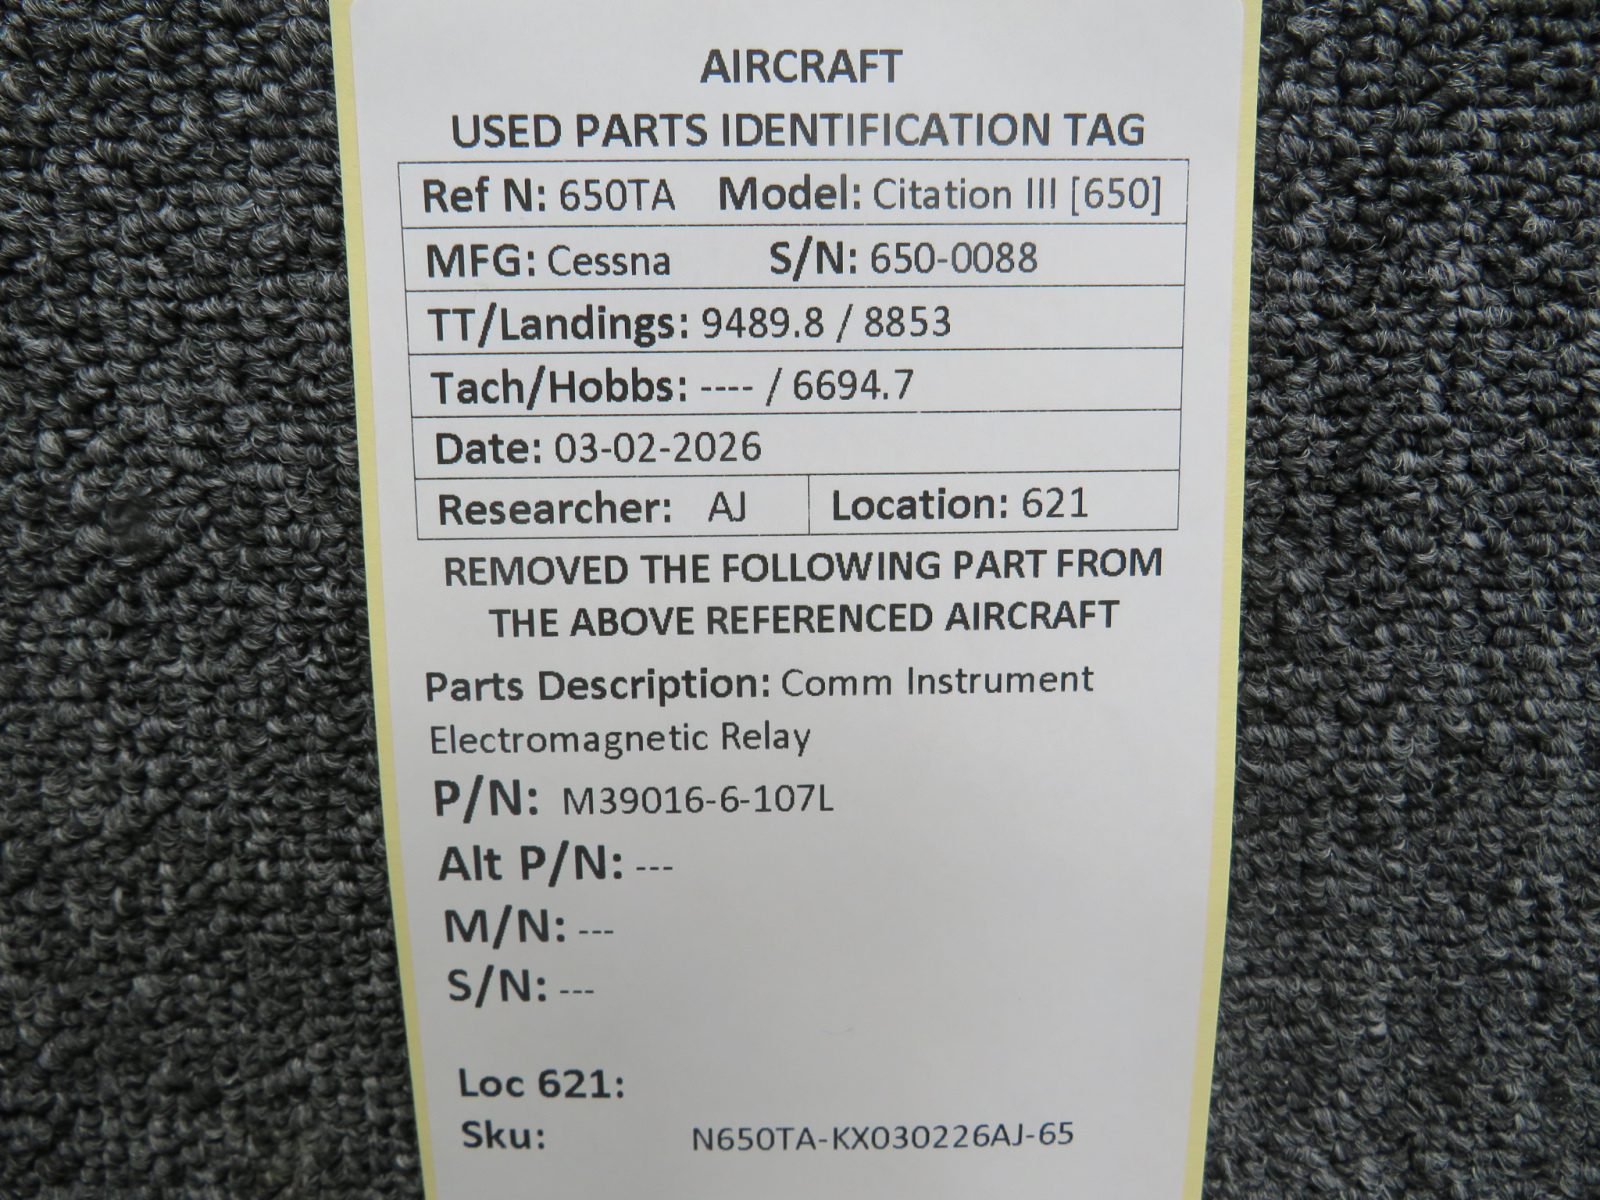 AIRCRAFT
USED PARTS IDENTIFICATION TAG
Ref N: 650TA Model: Citation III [650]
MFG: Cessna S/N: 650-0088
TT/Landings: 9489.8 / 8853
Tach/Hobbs: ---- / 6694.7
Date: 03-02-2026
Researcher: AJ Location: 621
REMOVED THE FOLLOWING PART FROM
THE ABOVE REFERENCED AIRCRAFT
Parts Description: Comm Instrument
Electromagnetic Relay
P/N: M39016-6-107L
Alt P/N: ---
M/N: ---
S/N: ---
Loc 621:
Sku: N650TA-KX030226AJ-65